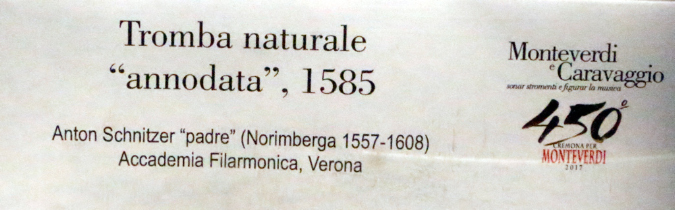 Tromba naturale
“annodata”, 1585
Anton Schnitzer “padre” (Norimberga 1557-1608)
Accademia Filarmonica, Verona
Monteverdi
e Caravaggio
sonar stromenti e figurar la musica
450°
CREMONA PER
MONTEVERDI
2017